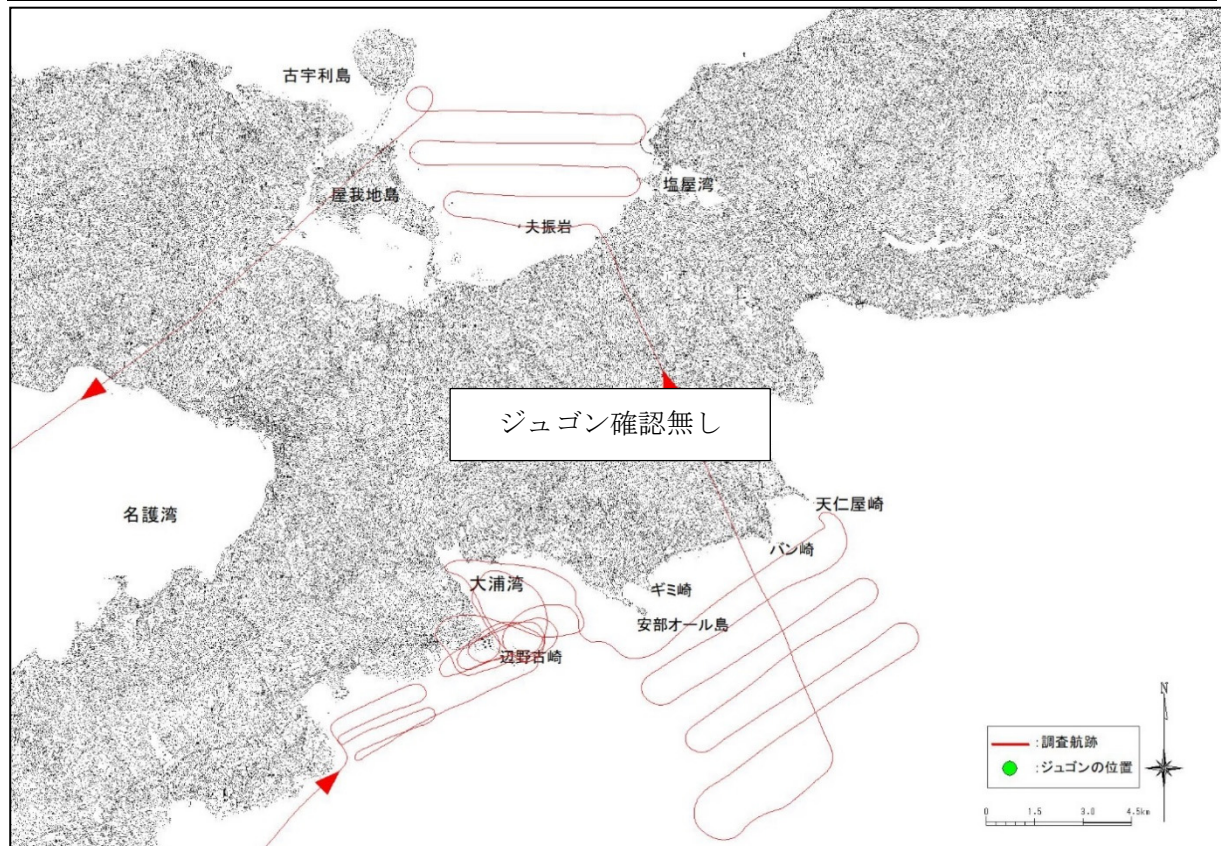 古宇利島
屋我地島
塩屋湾
夫振岩
ジュゴン確認無し
名護湾
天仁屋崎
バン崎
大浦湾
ギミ崎
安部オール島
辺野古崎
N
:調査航跡
:ジュゴンの位置
0 1.5 3.0 4.5km